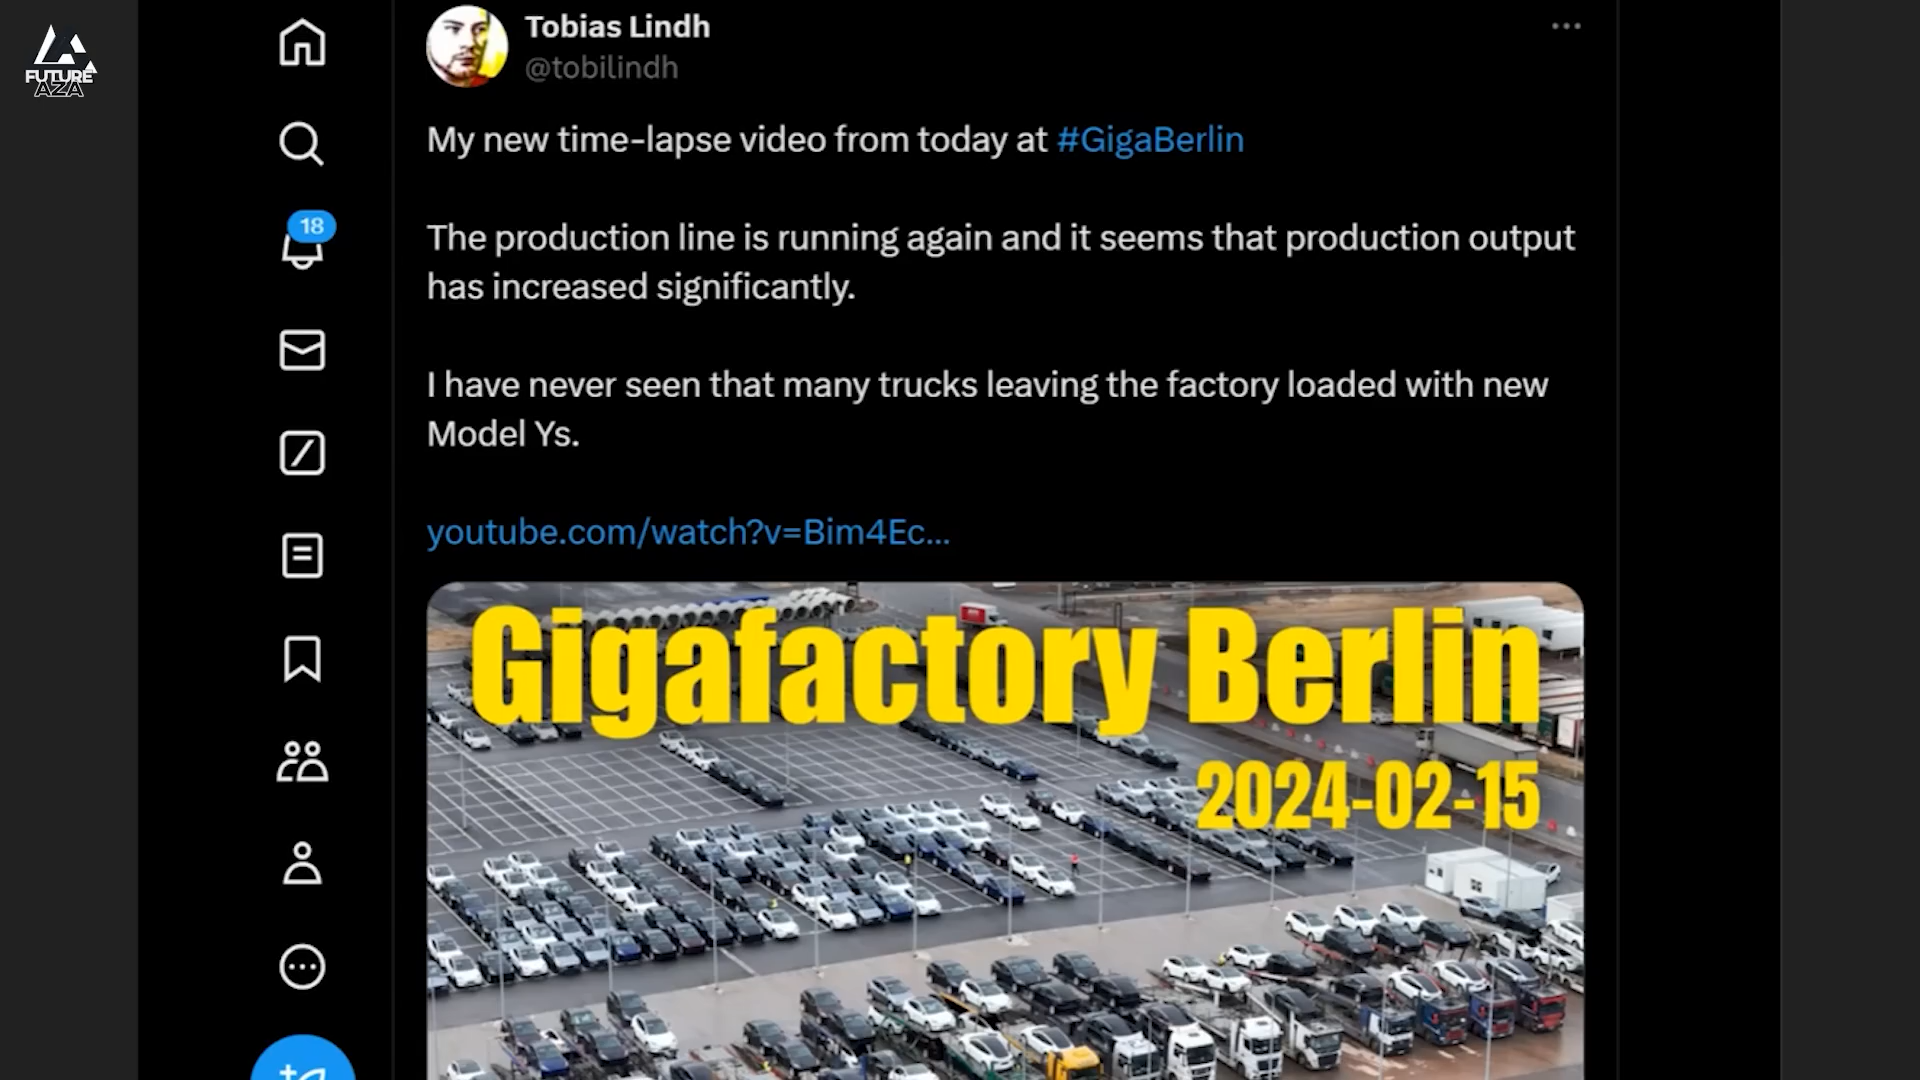 FUTURE
AZA
Tobias Lindh
@tobilindh
My new time-lapse video from today at #GigaBerlin
The production line is running again and it seems that production output
has increased significantly.
I have never seen that many trucks leaving the factory loaded with new
Model Ys.
youtube.com/watch?v=Bim4Ec...
18
Gigafactory Berlin
2024-02-15